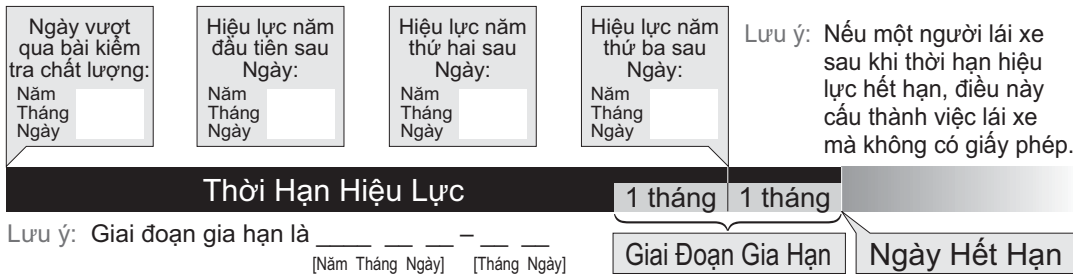 Ngày vượt
qua bài kiểm
tra chất lượng:
Năm
Tháng
Ngày
Hiệu lực năm
đầu tiên sau
Ngày:
Năm
Tháng
Ngày
Hiệu lực năm
thứ hai sau
Ngày:
Năm
Tháng
Ngày
Hiệu lực năm
thứ ba sau
Ngày:
Năm
Tháng
Ngày
Lưu ý: Nếu một người lái xe
sau khi thời hạn hiệu
lực hết hạn, điều này
cấu thành việc lái xe
mà không có giấy phép.
Thời Hạn Hiệu Lực
1 tháng 1 tháng
Lưu ý: Giai đoạn gia hạn là ____ __ __ – __ __
[Năm Tháng Ngày] [Tháng Ngày]
Giai Đoạn Gia Hạn
Ngày Hết Hạn